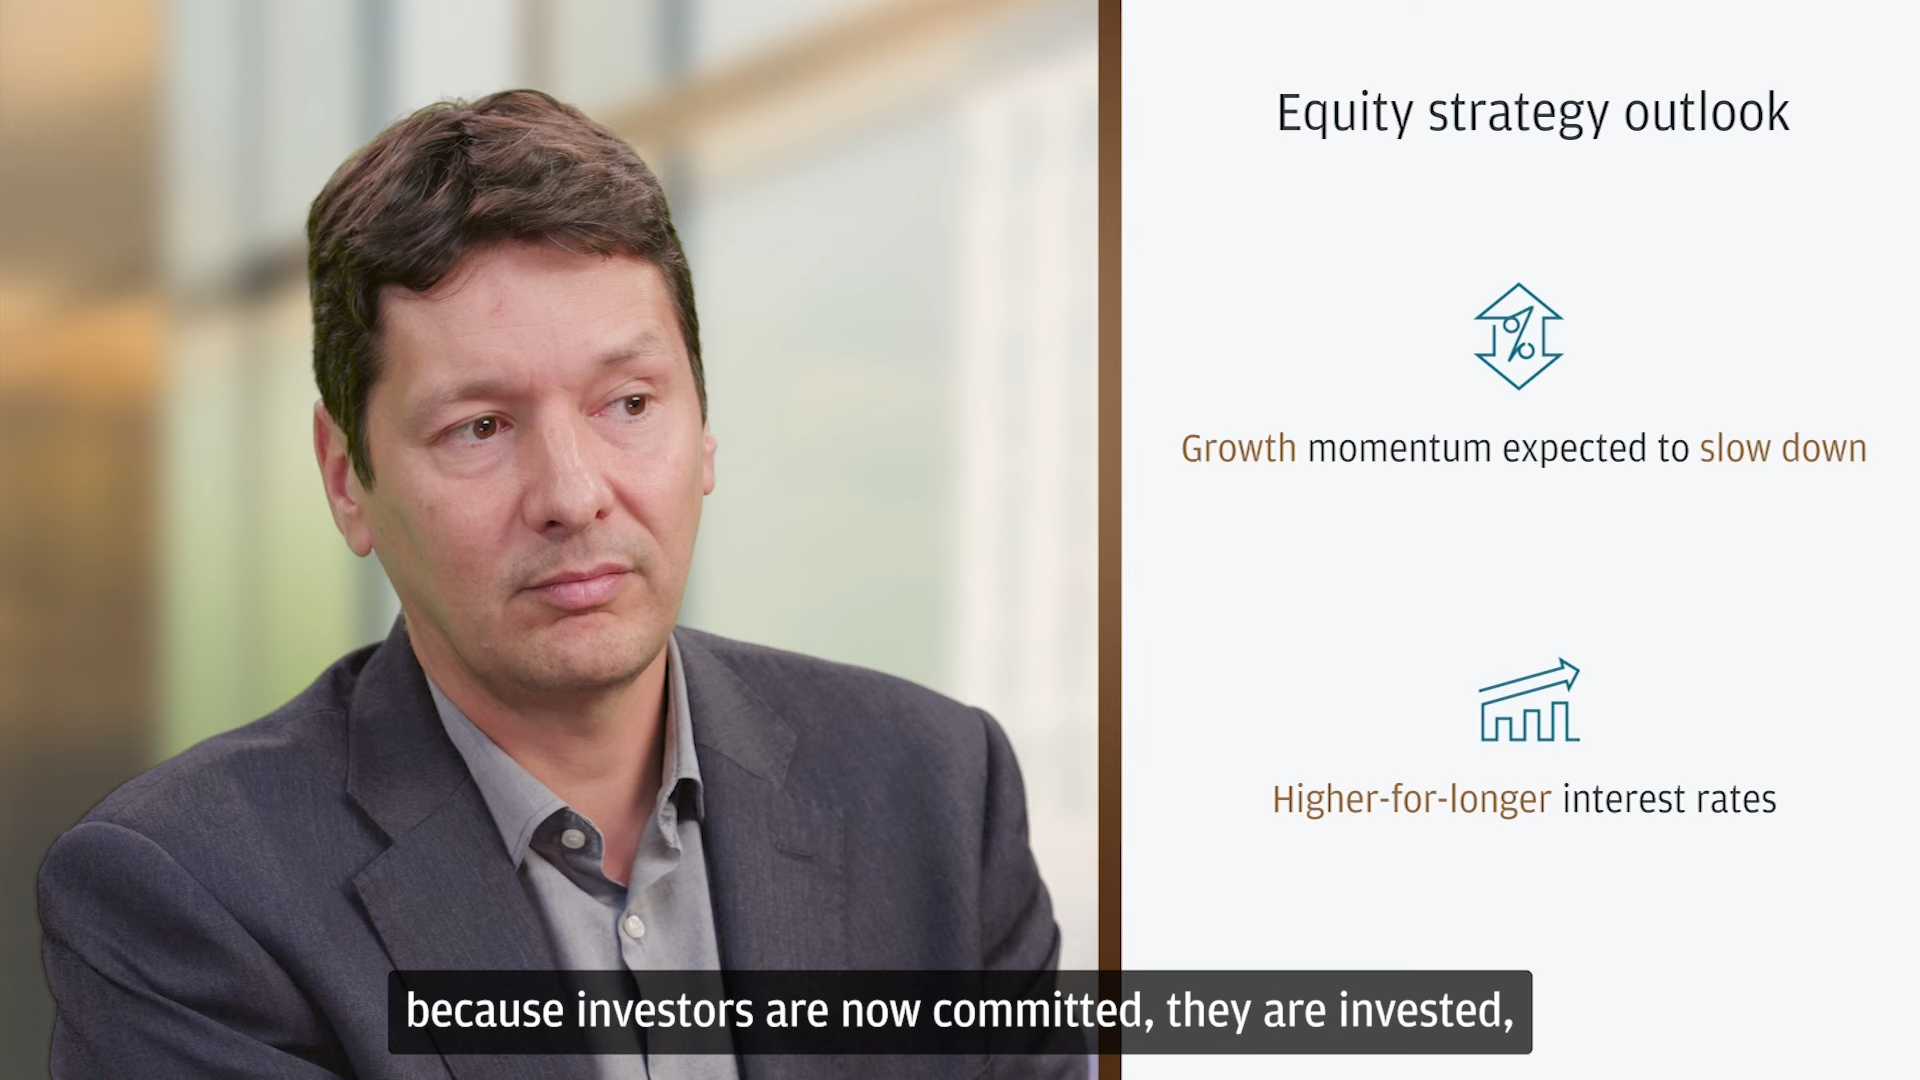 Equity strategy outlook
Growth momentum expected to slow down
Higher-for-longer interest rates
because investors are now committed, they are invested,